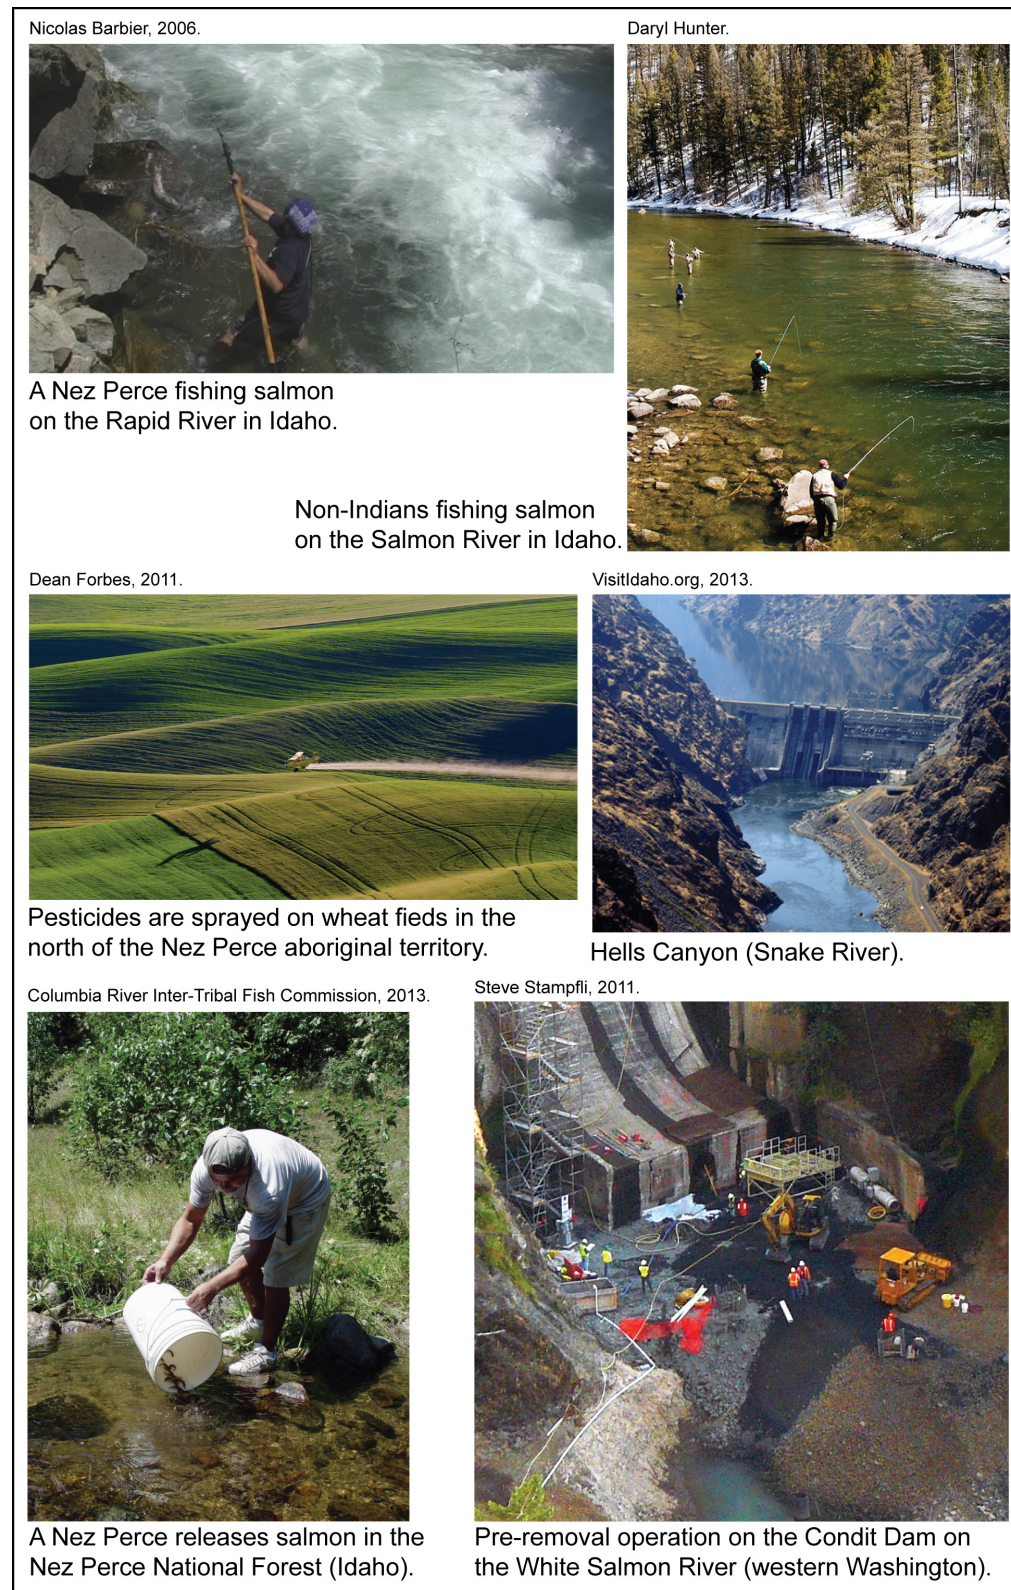 Nicolas Barbier, 2006.
Daryl Hunter.
A Nez Perce fishing salmon
on the Rapid River in Idaho.
Non-Indians fishing salmon
on the Salmon River in Idaho.
Dean Forbes, 2011.
VisitIdaho.org, 2013.
Pesticides are sprayed on wheat fieds in the
north of the Nez Perce aboriginal territory.
Hells Canyon (Snake River).
Columbia River Inter-Tribal Fish Commission, 2013.
Steve Stampfli, 2011.
A Nez Perce releases salmon in the
Nez Perce National Forest (Idaho).
Pre-removal operation on the Condit Dam on
the White Salmon River (western Washington).